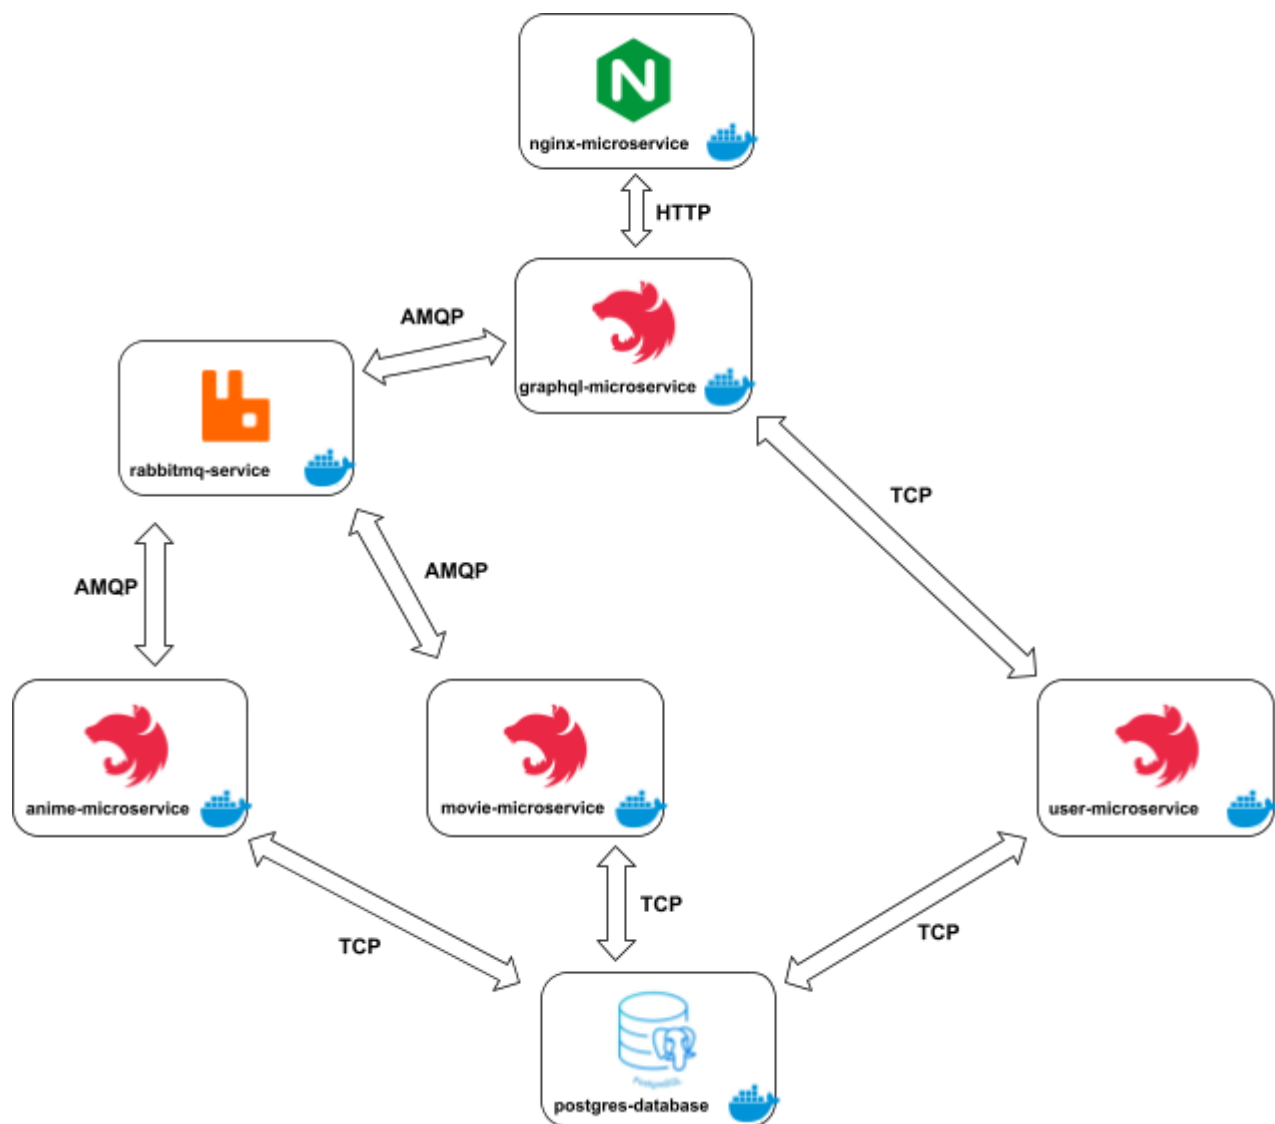 nginx-microservice
HTTP
AMQP
graphql-microservice
rabbitmq-service
TCP
AMQP
AMQP
anime-microservice
movie-microservice
user-microservice
TCP
TCP
TCP
PostgreSQL
postgres-database